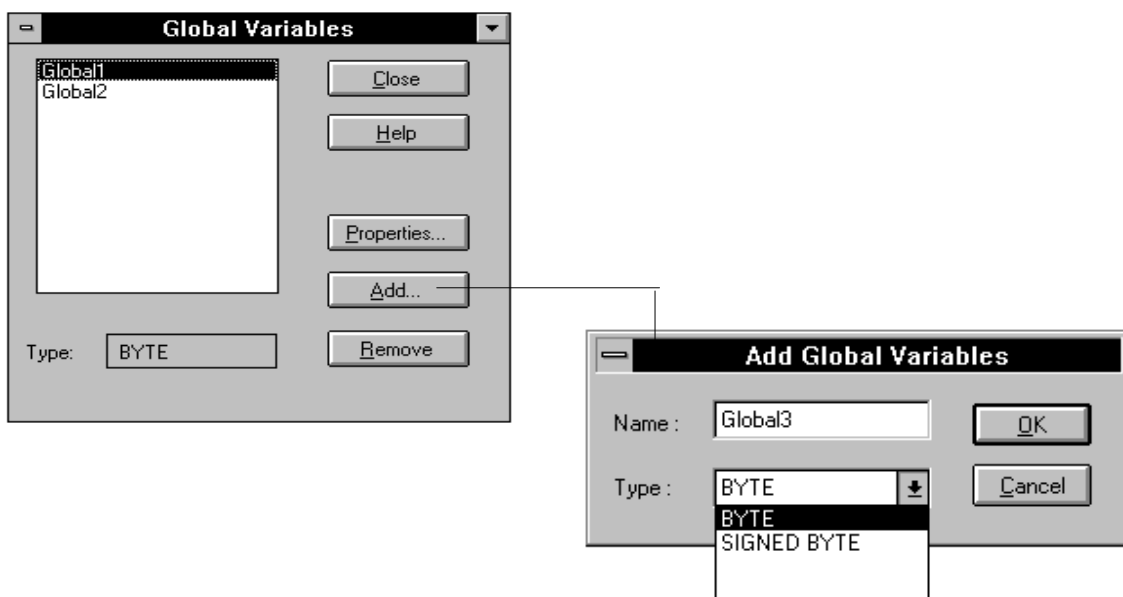 Global Variables
Global1
Global2
Close
Help
Properties...
Add...
Remove
Type: BYTE
Add Global Variables
Name : Global3
OK
Type : BYTE
Cancel
BYTE
SIGNED BYTE